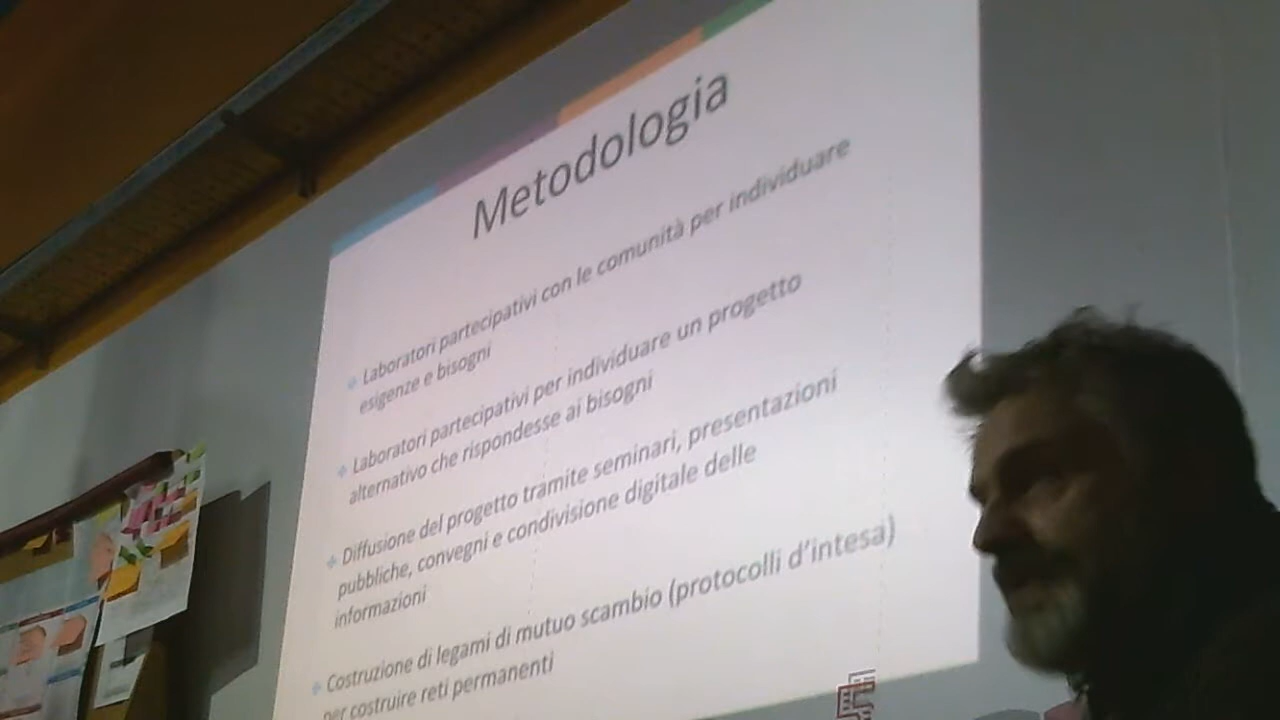 Metodologia
Laboratori partecipativi con le comunità per individuare
esigenze e bisogni
Laboratori partecipativi per individuare un progetto
alternativo che rispondesse ai bisogni
Diffusione del progetto tramite seminari, presentazioni
pubbliche, convegni e condivisione digitale delle
informazioni
Costruzione di legami di mutuo scambio (protocolli d'intesa)
per costruire reti permanenti